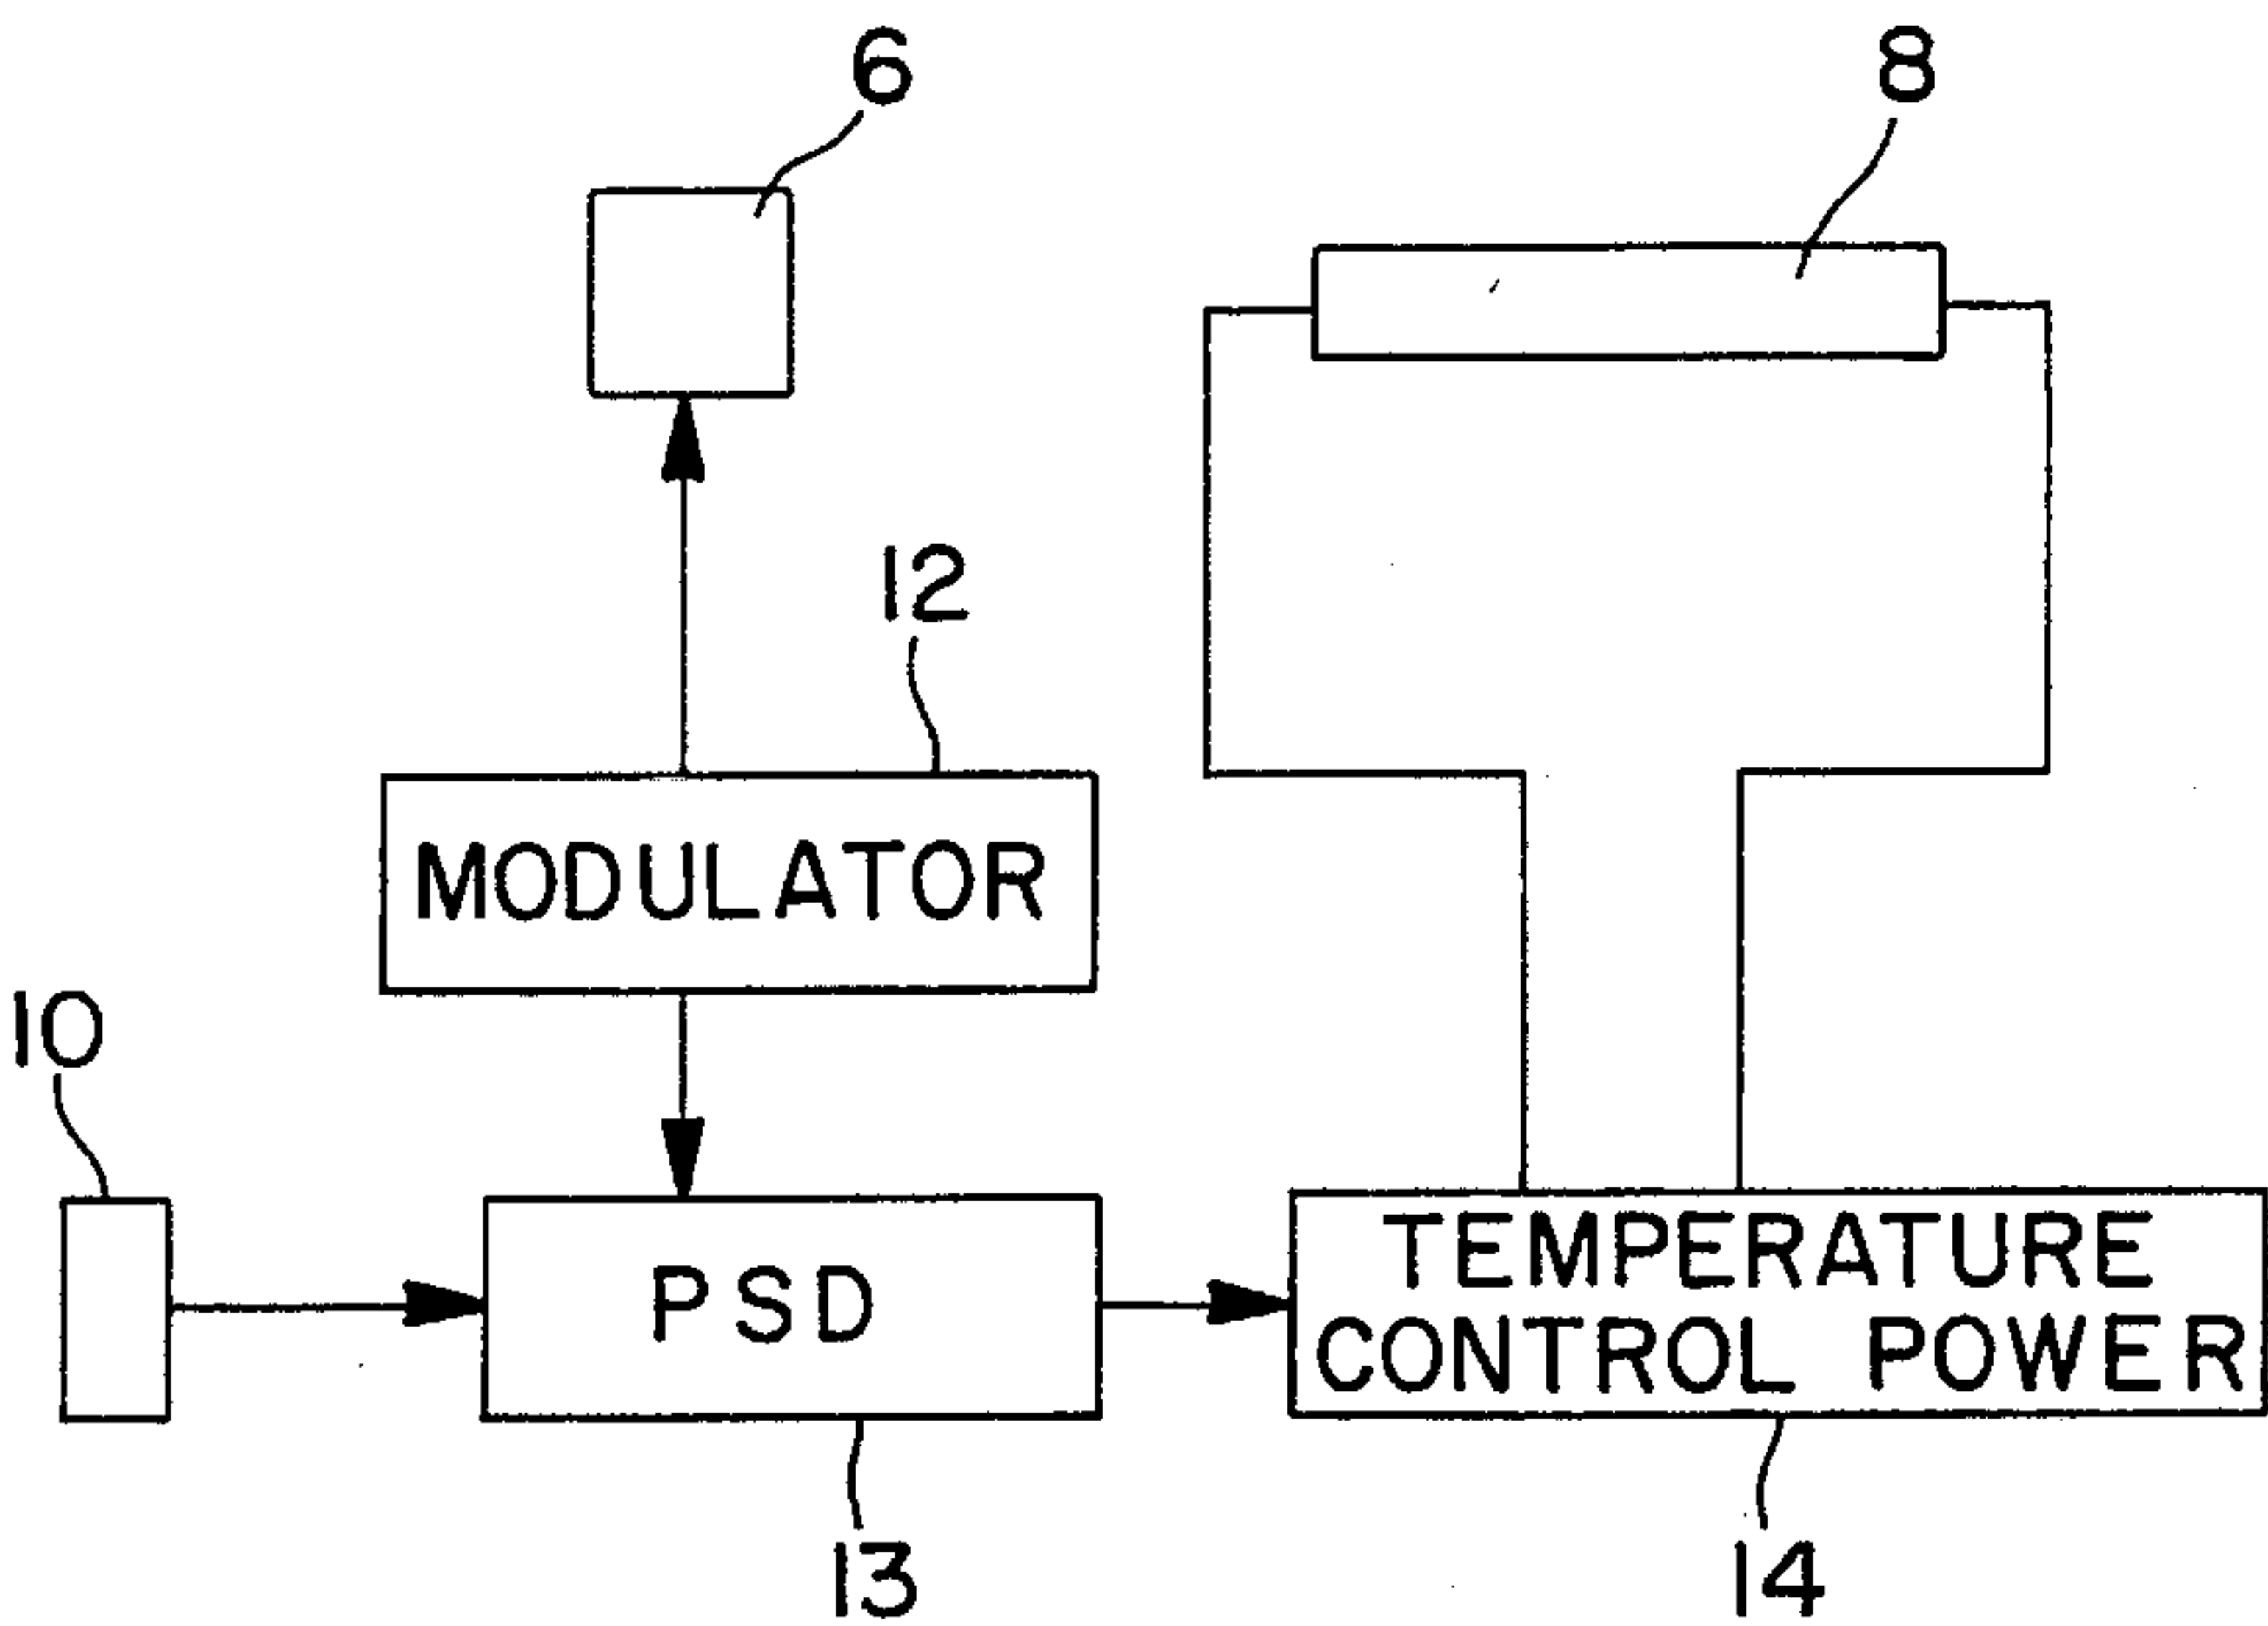 6
8
12
MODULATOR
10
PSD
TEMPERATURE
CONTROL POWER
13
14